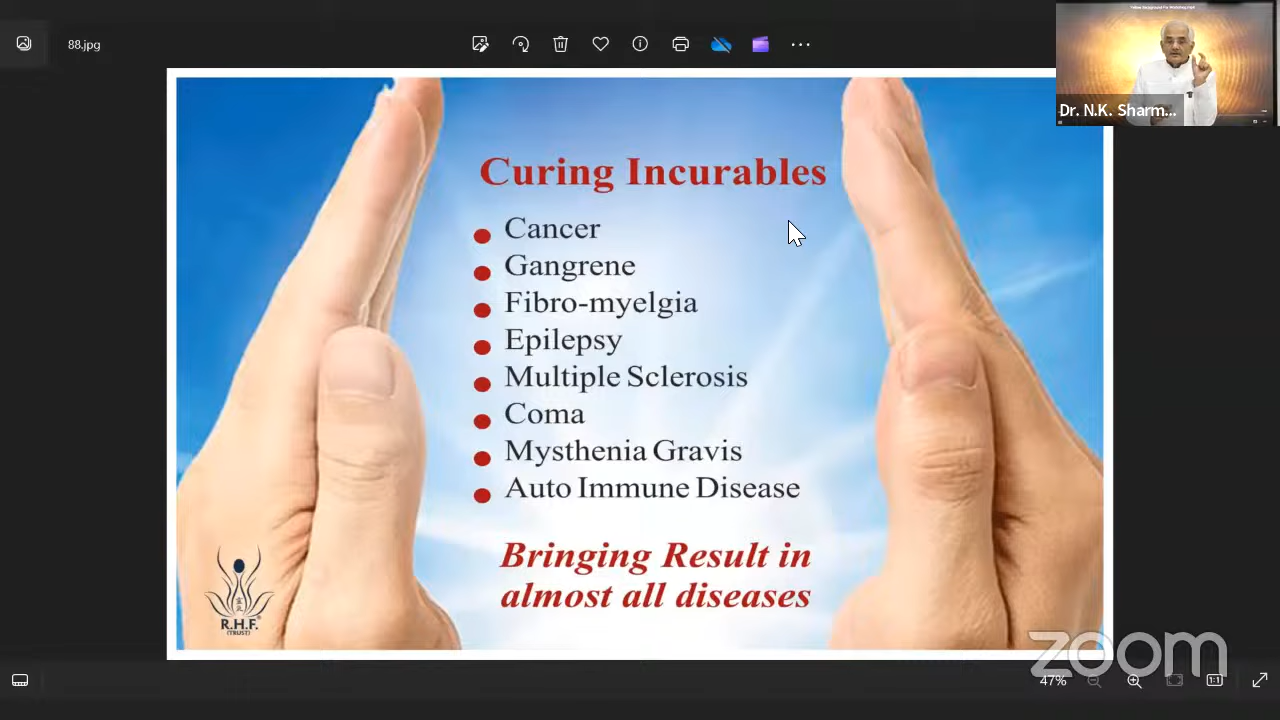 88.jpg
Dr. N.K. Sharm...
Curing Incurables
Cancer
Gangrene
Fibro-myelgia
Epilepsy
Multiple Sclerosis
Coma
Mysthenia Gravis
Auto Immune Disease
Bringing Result in
almost all diseases
R.H.F.
(TRUST)
zoom
47%
1:1